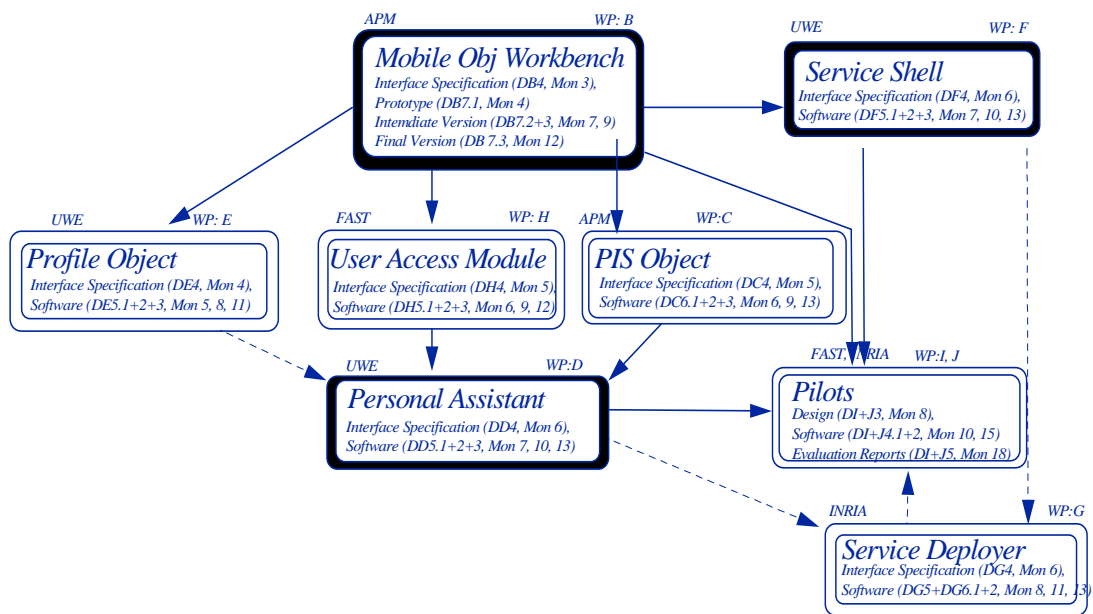 APM WP: B
Mobile Obj Workbench
Interface Specification (DB4, Mon 3),
Prototype (DB7.1, Mon 4)
Intemdiate Version (DB7.2+3, Mon 7, 9)
Final Version (DB 7.3, Mon 12)
UWE WP: F
Service Shell
Interface Specification (DF4, Mon 6),
Software (DF5.1+2+3, Mon 7, 10, 13)
UWE WP: E
Profile Object
Interface Specification (DE4, Mon 4),
Software (DE5.1+2+3, Mon 5, 8, 11)
FAST WP: H
User Access Module
Interface Specification (DH4, Mon 5),
Software (DH5.1+2+3, Mon 6, 9, 12)
APM WP:C
PIS Object
Interface Specification (DC4, Mon 5),
Software (DC6.1+2+3, Mon 6, 9, 13)
UWE WP:D
Personal Assistant
Interface Specification (DD4, Mon 6),
Software (DD5.1+2+3, Mon 7, 10, 13)
FAST, INRIA WP:I, J
Pilots
Design (DI+J3, Mon 8),
Software (DI+J4.1+2, Mon 10, 15)
Evaluation Reports (DI+J5, Mon 18)
INRIA WP:G
Service Deployer
Interface Specification (DG4, Mon 6),
Software (DG5+DG6.1+2, Mon 8, 11, 13)